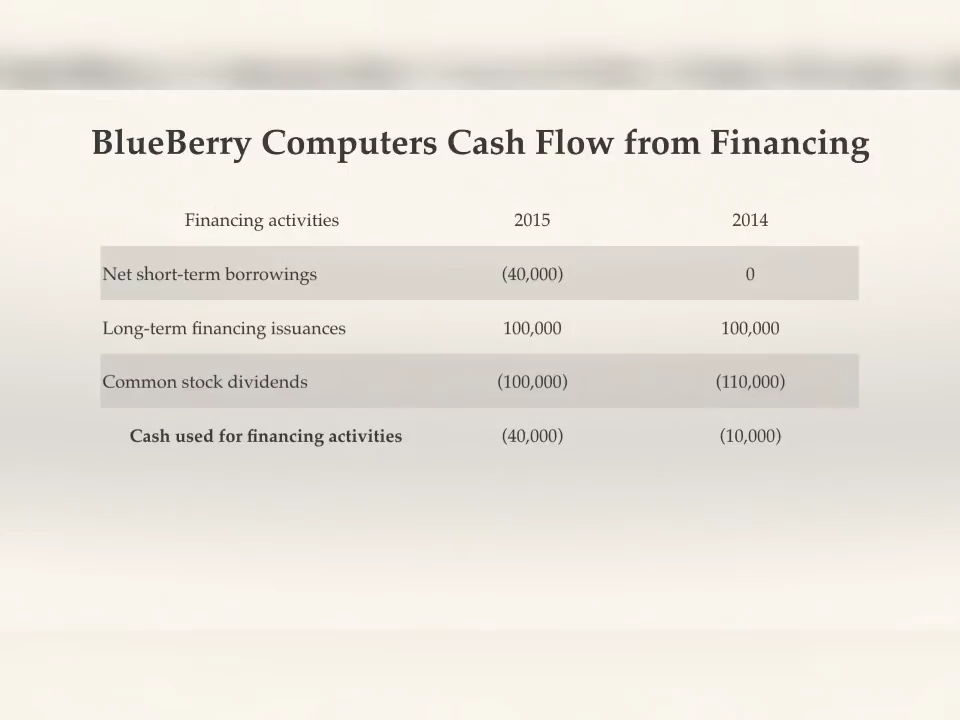 BlueBerry Computers Cash Flow from Financing
Financing activities 2015 2014
Net short-term borrowings (40,000) 0
Long-term financing issuances 100,000 100,000
Common stock dividends (100,000) (110,000)
Cash used for financing activities (40,000) (10,000)